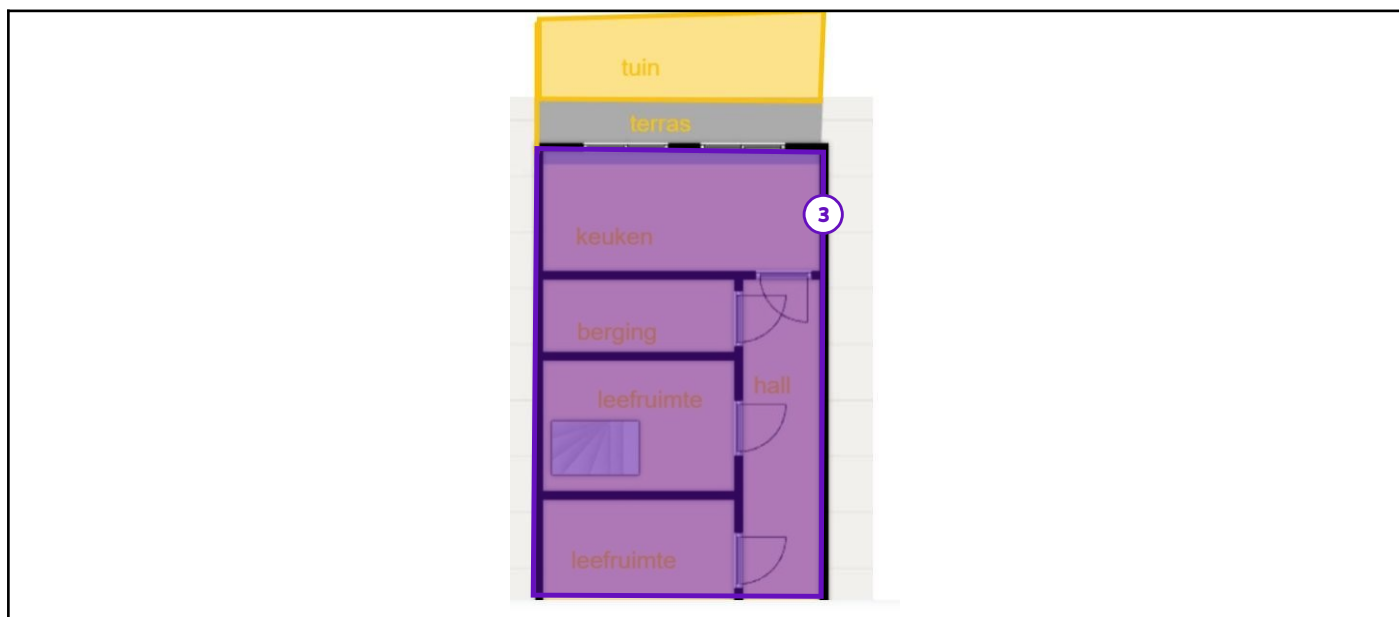 tuin
terras
3
keuken
berging
hall
leefruimte
leefruimte